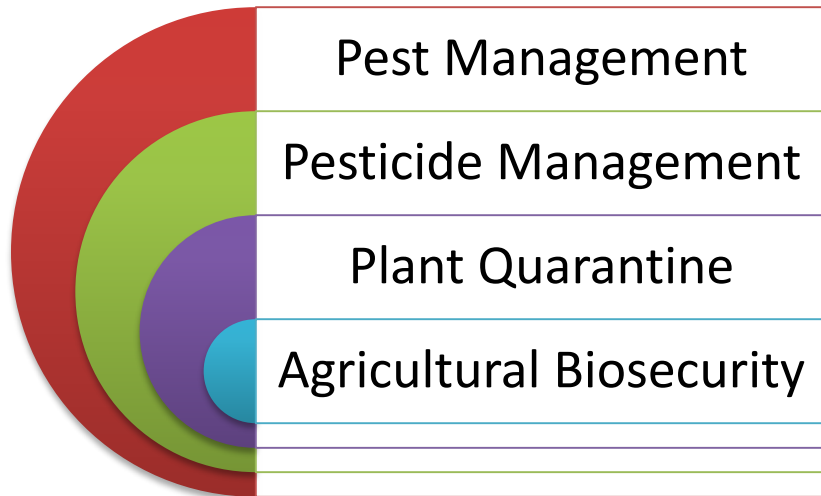 Pest Management
Pesticide Management
Plant Quarantine
Agricultural Biosecurity